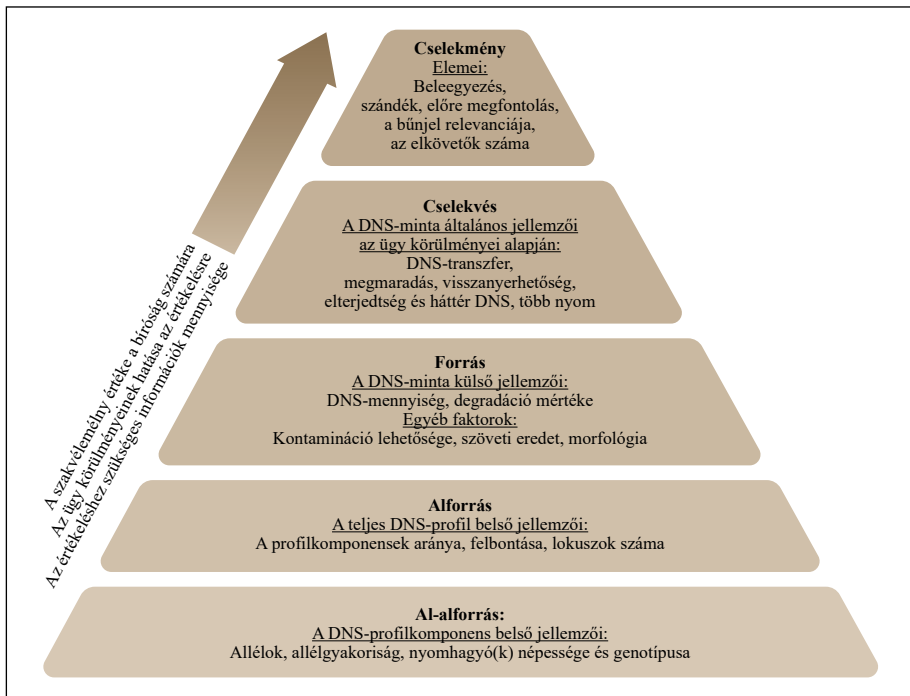 Cselekmény
Elemei:
Beleegyezés,
szándék, előre megfontolás,
a bűnjel relevanciája,
az elkövetők száma
Cselekvés
A DNS-minta általános jellemzői
az ügy körülményei alapján:
DNS-transzfer,
megmaradás, visszanyerhetőség,
elterjedtség és háttér DNS, több nyom
Forrás
A DNS-minta külső jellemzői:
DNS-mennyiség, degradáció mértéke
Egyéb faktorok:
Kontamináció lehetősége, szöveti eredet, morfológia
Alforrás
A teljes DNS-profil belső jellemzői:
A profilkomponensek aránya, felbontása, lokuszok száma
Al-alforrás:
A DNS-profilkomponens belső jellemzői:
Allélok, allélgyakoriság, nyomhagyó(k) népessége és genotípusa
A szakvélemény értéke a bíróság számára
Az ügy körülményeinek hatása az értékelésre
Az értékeléshez szükséges információk mennyisége